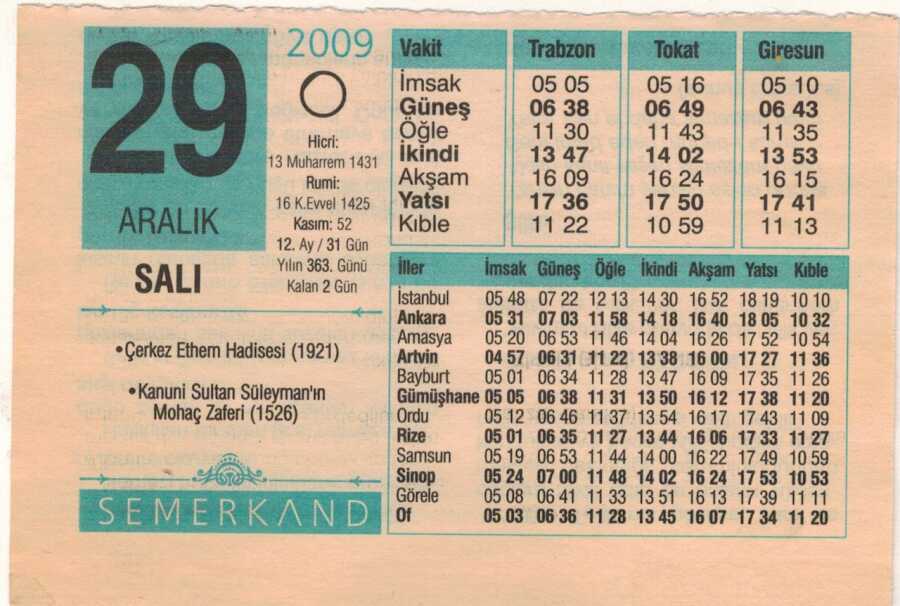 29
ARALIK
SALI
2009
Hicri:
13 Muharrem 1431
Rumi:
16 K.Evvel 1425
Kasım: 52
12. Ay / 31 Gün
Yılın 363. Günü
Kalan 2 Gün
•Çerkez Ethem Hadisesi (1921)
•Kanuni Sultan Süleyman'ın
Mohaç Zaferi (1526)
SEMERKAND
Vakit Trabzon Tokat Giresun
İmsak 05 05 05 16 05 10
Güneş 06 38 06 49 06 43
Öğle 11 30 11 43 11 35
İkindi 13 47 14 02 13 53
Akşam 16 09 16 24 16 15
Yatsı 17 36 17 50 17 41
Kıble 11 22 10 59 11 13
İller İmsak Güneş Öğle İkindi Akşam Yatsı Kıble
İstanbul 05 48 07 22 12 13 14 30 16 52 18 19 10 10
Ankara 05 31 07 03 11 58 14 18 16 40 18 05 10 32
Amasya 05 20 06 53 11 46 14 04 16 26 17 52 10 54
Artvin 04 57 06 31 11 22 13 38 16 00 17 27 11 36
Bayburt 05 01 06 34 11 28 13 47 16 09 17 35 11 26
Gümüşhane 05 05 06 38 11 31 13 50 16 12 17 38 11 20
Ordu 05 12 06 46 11 37 13 54 16 17 17 43 11 09
Rize 05 01 06 35 11 27 13 44 16 06 17 33 11 27
Samsun 05 19 06 53 11 44 14 00 16 22 17 49 10 59
Sinop 05 24 07 00 11 48 14 02 16 24 17 53 10 53
Görele 05 08 06 41 11 33 13 51 16 13 17 39 11 11
Of 05 03 06 36 11 28 13 45 16 07 17 34 11 20